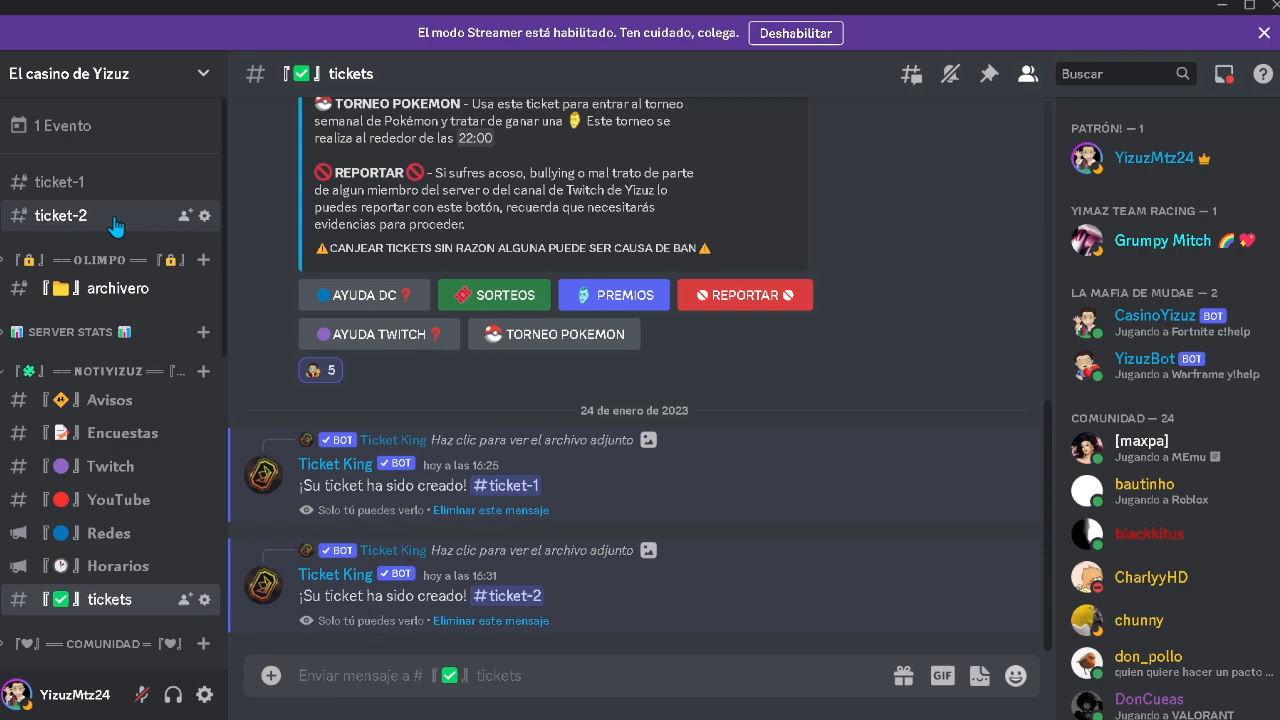 El modo Streamer está habilitado. Ten cuidado, colega.
Deshabilitar
El casino de Yizuz
1 Evento
ticket-1
ticket-2
『🔒』 ══ OLIMPO ══ 『🔒』
『📁』 archivero
📊 SERVER STATS 📊
『🧩』 ══ NOTIYIZUZ ══ 『...
『🚸』 Avisos
『📝』 Encuestas
『🟣』 Twitch
『🔴』 YouTube
『🔵』 Redes
『🕑』 Horarios
『✅』 tickets
『♥』 ══ COMUNIDAD ═ 『♥』
YizuzMtz24
『✅』 tickets
Buscar
TORNEO POKEMON - Usa este ticket para entrar al torneo
semanal de Pokémon y tratar de ganar una Este torneo se
realiza al rededor de las 22:00
🚫REPORTAR🚫 - Si sufres acoso, bullying o mal trato de parte
de algun miembro del server o del canal de Twitch de Yizuz lo
puedes reportar con este botón, recuerda que necesitarás
evidencias para proceder.
⚠CANJEAR TICKETS SIN RAZON ALGUNA PUEDE SER CAUSA DE BAN⚠
🔵AYUDA DC❓
SORTEOS
PREMIOS
🚫 REPORTAR 🚫
🟣AYUDA TWITCH❓
TORNEO POKEMON
5
24 de enero de 2023
✔ BOT Ticket King Haz clic para ver el archivo adjunto
Ticket King ✔ BOT hoy a las 16:25
¡Su ticket ha sido creado! #ticket-1
Solo tú puedes verlo • Eliminar este mensaje
✔ BOT Ticket King Haz clic para ver el archivo adjunto
Ticket King ✔ BOT hoy a las 16:31
¡Su ticket ha sido creado! #ticket-2
Solo tú puedes verlo • Eliminar este mensaje
Enviar mensaje a # 『✅』 tickets
GIF
PATRÓN! — 1
YizuzMtz24
YIMAZ TEAM RACING — 1
Grumpy Mitch 🌈💖
LA MAFIA DE MUDAE — 2
CasinoYizuz BOT
Jugando a Fortnite c!help
YizuzBot BOT
Jugando a Warframe y!help
COMUNIDAD — 24
[maxpa]
Jugando a MEmu
bautinho
Jugando a Roblox
blackkitus
CharlyyHD
chunny
don_pollo
quien quiere hacer un pacto ...
DonCueas
Jugando a VALORANT